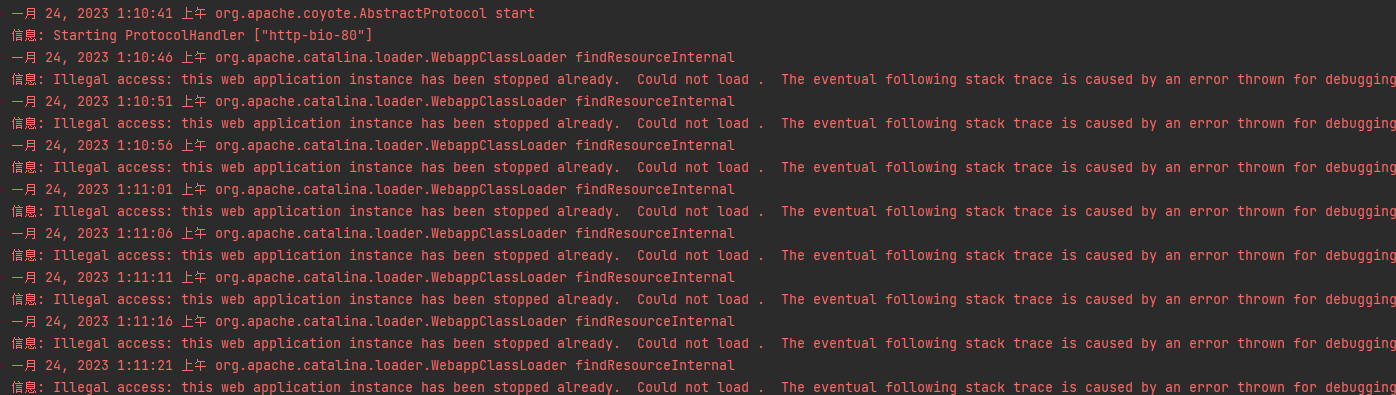 一月 24, 2023 1:10:41 上午 org.apache.coyote.AbstractProtocol start
信息: Starting ProtocolHandler ["http-bio-80"]
一月 24, 2023 1:10:46 上午 org.apache.catalina.loader.WebappClassLoader findResourceInternal
信息: Illegal access: this web application instance has been stopped already.  Could not load .  The eventual following stack trace is caused by an error thrown for debugging
一月 24, 2023 1:10:51 上午 org.apache.catalina.loader.WebappClassLoader findResourceInternal
信息: Illegal access: this web application instance has been stopped already.  Could not load .  The eventual following stack trace is caused by an error thrown for debugging
一月 24, 2023 1:10:56 上午 org.apache.catalina.loader.WebappClassLoader findResourceInternal
信息: Illegal access: this web application instance has been stopped already.  Could not load .  The eventual following stack trace is caused by an error thrown for debugging
一月 24, 2023 1:11:01 上午 org.apache.catalina.loader.WebappClassLoader findResourceInternal
信息: Illegal access: this web application instance has been stopped already.  Could not load .  The eventual following stack trace is caused by an error thrown for debugging
一月 24, 2023 1:11:06 上午 org.apache.catalina.loader.WebappClassLoader findResourceInternal
信息: Illegal access: this web application instance has been stopped already.  Could not load .  The eventual following stack trace is caused by an error thrown for debugging
一月 24, 2023 1:11:11 上午 org.apache.catalina.loader.WebappClassLoader findResourceInternal
信息: Illegal access: this web application instance has been stopped already.  Could not load .  The eventual following stack trace is caused by an error thrown for debugging
一月 24, 2023 1:11:16 上午 org.apache.catalina.loader.WebappClassLoader findResourceInternal
信息: Illegal access: this web application instance has been stopped already.  Could not load .  The eventual following stack trace is caused by an error thrown for debugging
一月 24, 2023 1:11:21 上午 org.apache.catalina.loader.WebappClassLoader findResourceInternal
信息: Illegal access: this web application instance has been stopped already.  Could not load .  The eventual following stack trace is caused by an error thrown for debugging